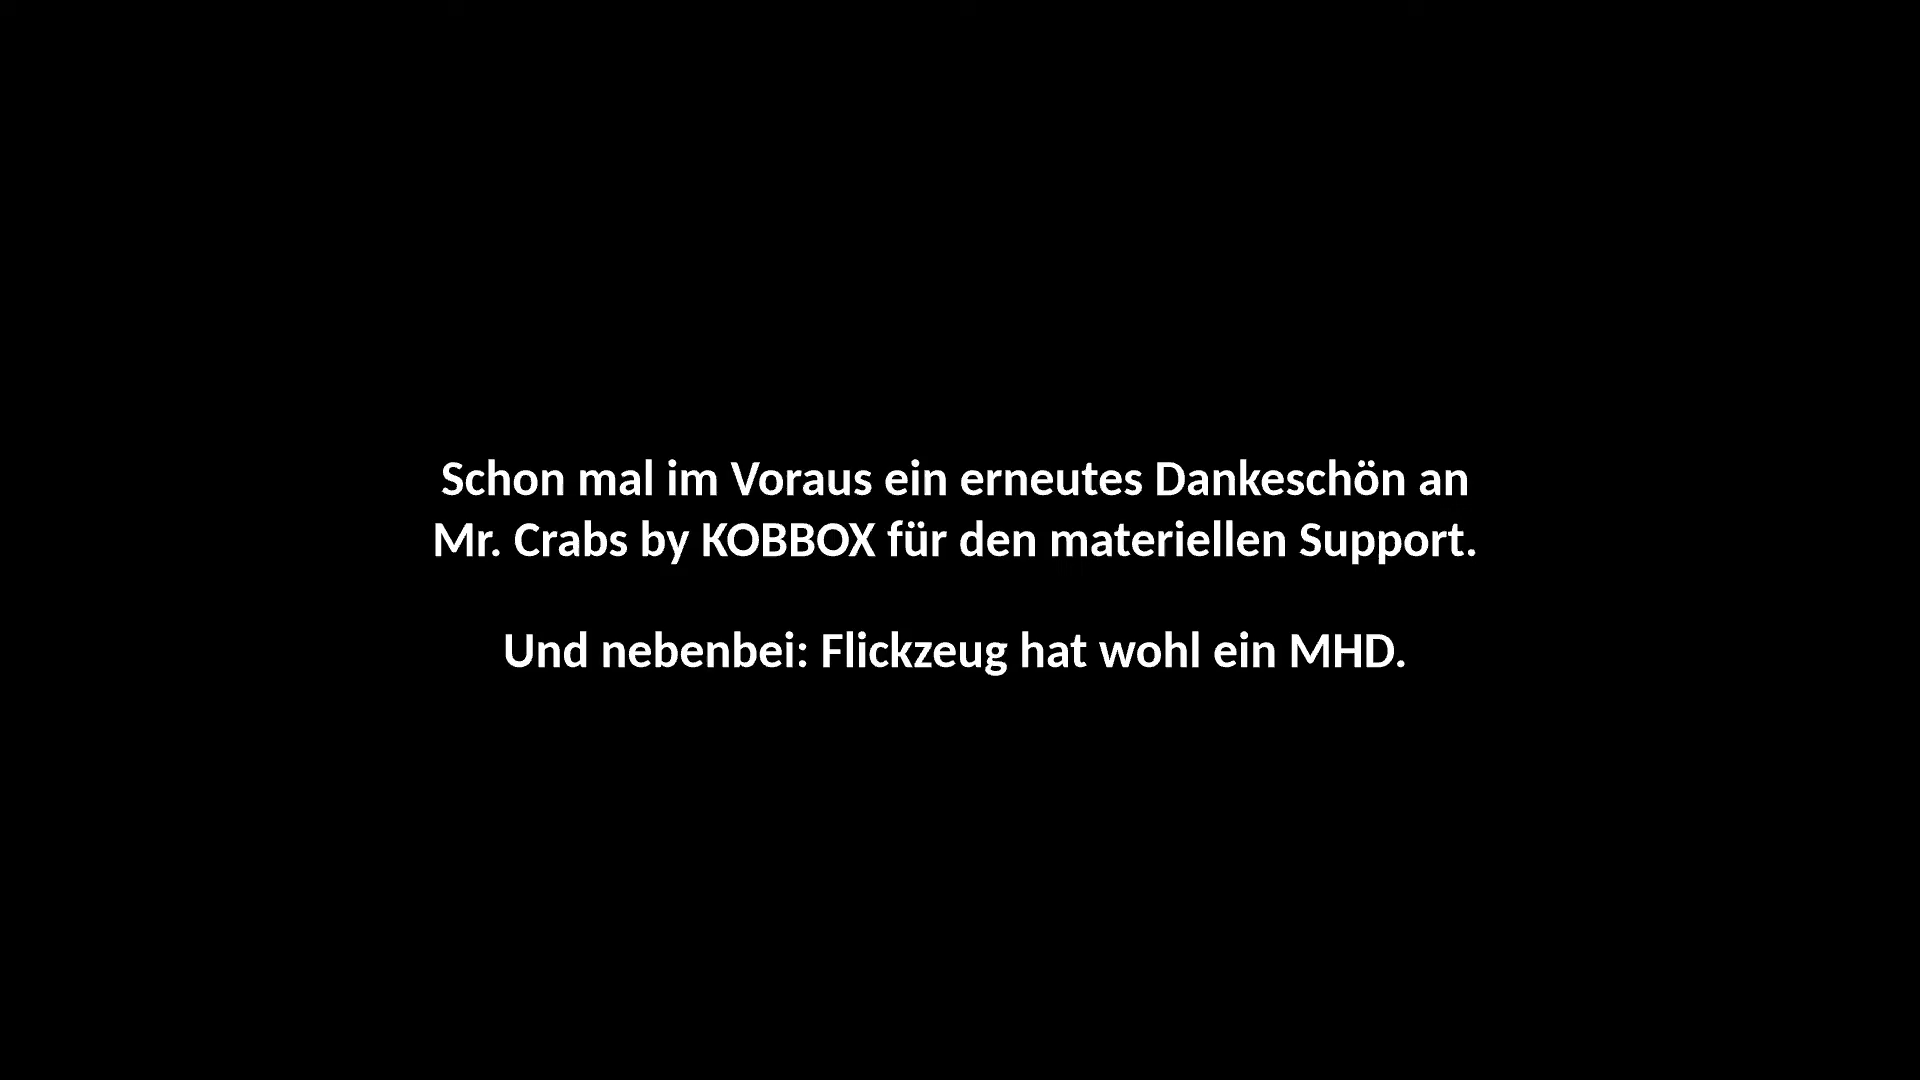 Schon mal im Voraus ein erneutes Dankeschön an
Mr. Crabs by KOBBOX für den materiellen Support.
Und nebenbei: Flickzeug hat wohl ein MHD.